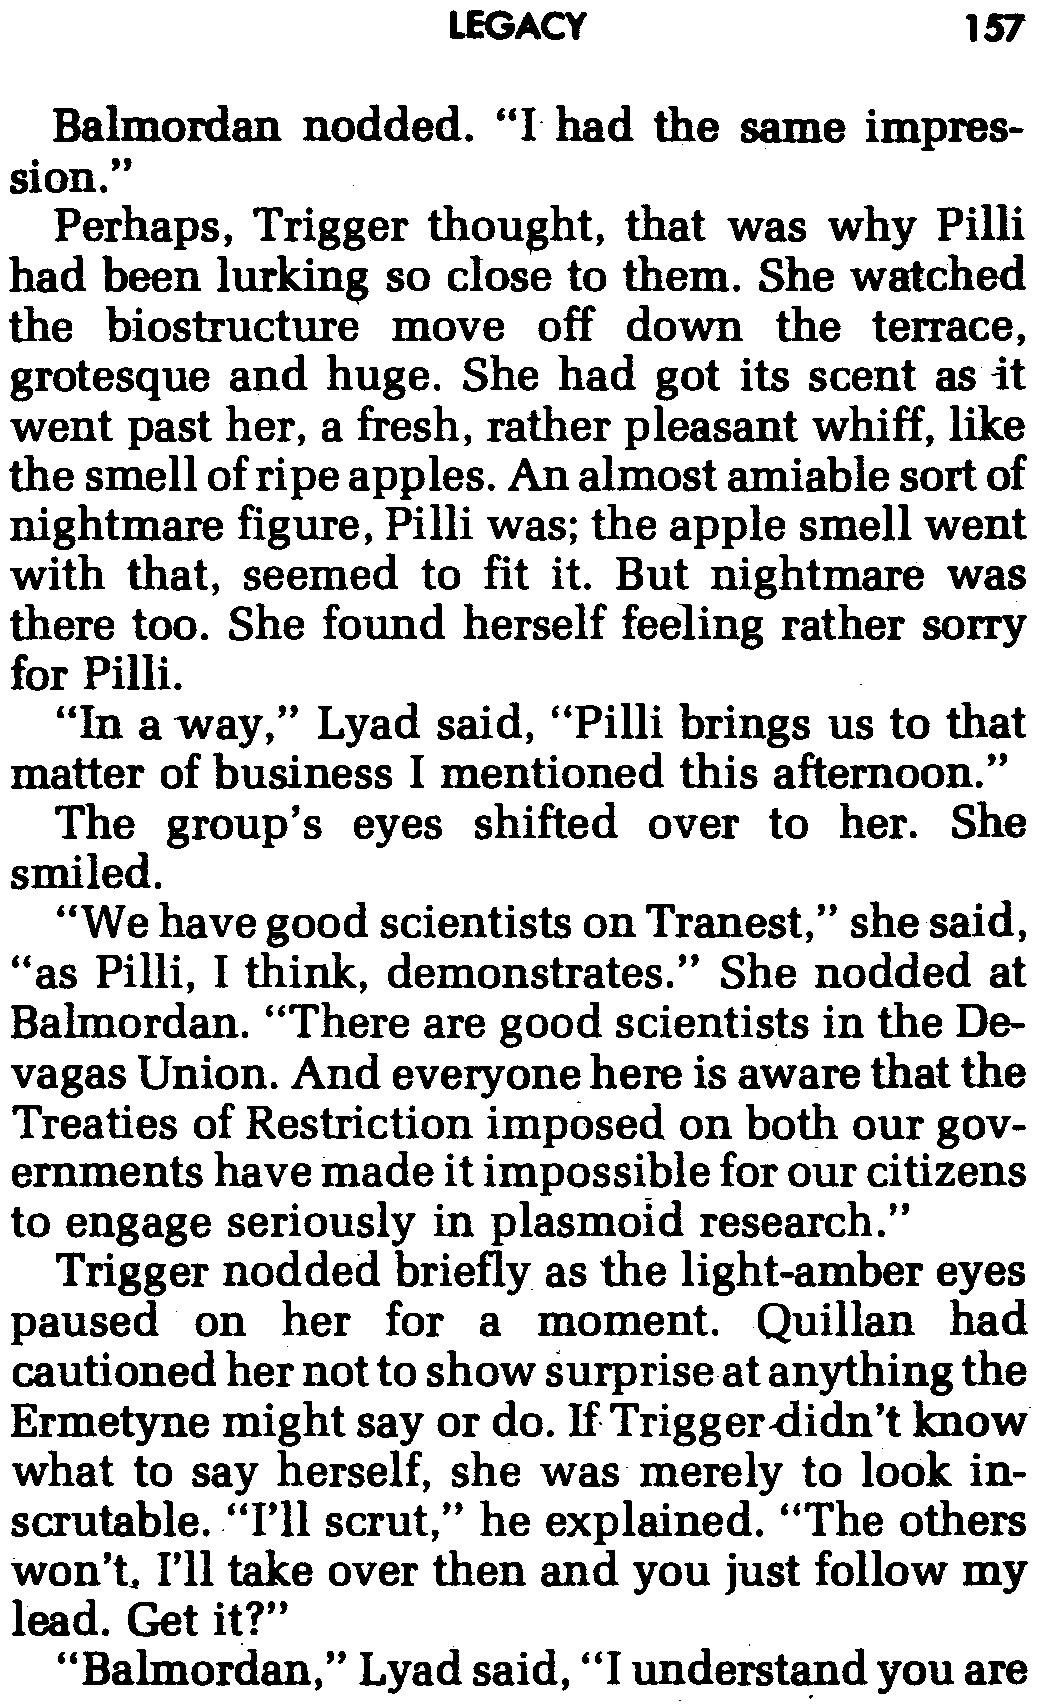 LEGACY 157
Balmordan nodded. “I had the same impres-
sion.”
Perhaps, Trigger thought, that was why Pilli
had been lurking so close to them. She watched
the biostructure move off down the terrace,
grotesque and huge. She had got its scent as it
went past her, a fresh, rather pleasant whiff, like
the smell of ripe apples. An almost amiable sort of
nightmare figure, Pilli was; the apple smell went
with that, seemed to fit it. But nightmare was
there too. She found herself feeling rather sorry
for Pilli.
“In a way,” Lyad said, “Pilli brings us to that
matter of business I mentioned this afternoon.”
The group’s eyes shifted over to her. She
smiled.
“We have good scientists on Tranest,” she said,
“as Pilli, I think, demonstrates.” She nodded at
Balmordan. “There are good scientists in the De-
vagas Union. And everyone here is aware that the
Treaties of Restriction imposed on both our gov-
ernments have made it impossible for our citizens
to engage seriously in plasmoid research.”
Trigger nodded briefly as the light-amber eyes
paused on her for a moment. Quillan had
cautioned her not to show surprise at anything the
Ermetyne might say or do. If Trigger didn’t know
what to say herself, she was merely to look in-
scrutable. “I’ll scrut,” he explained. “The others
won’t. I’ll take over then and you just follow my
lead. Get it?”
“Balmordan,” Lyad said, “I understand you are